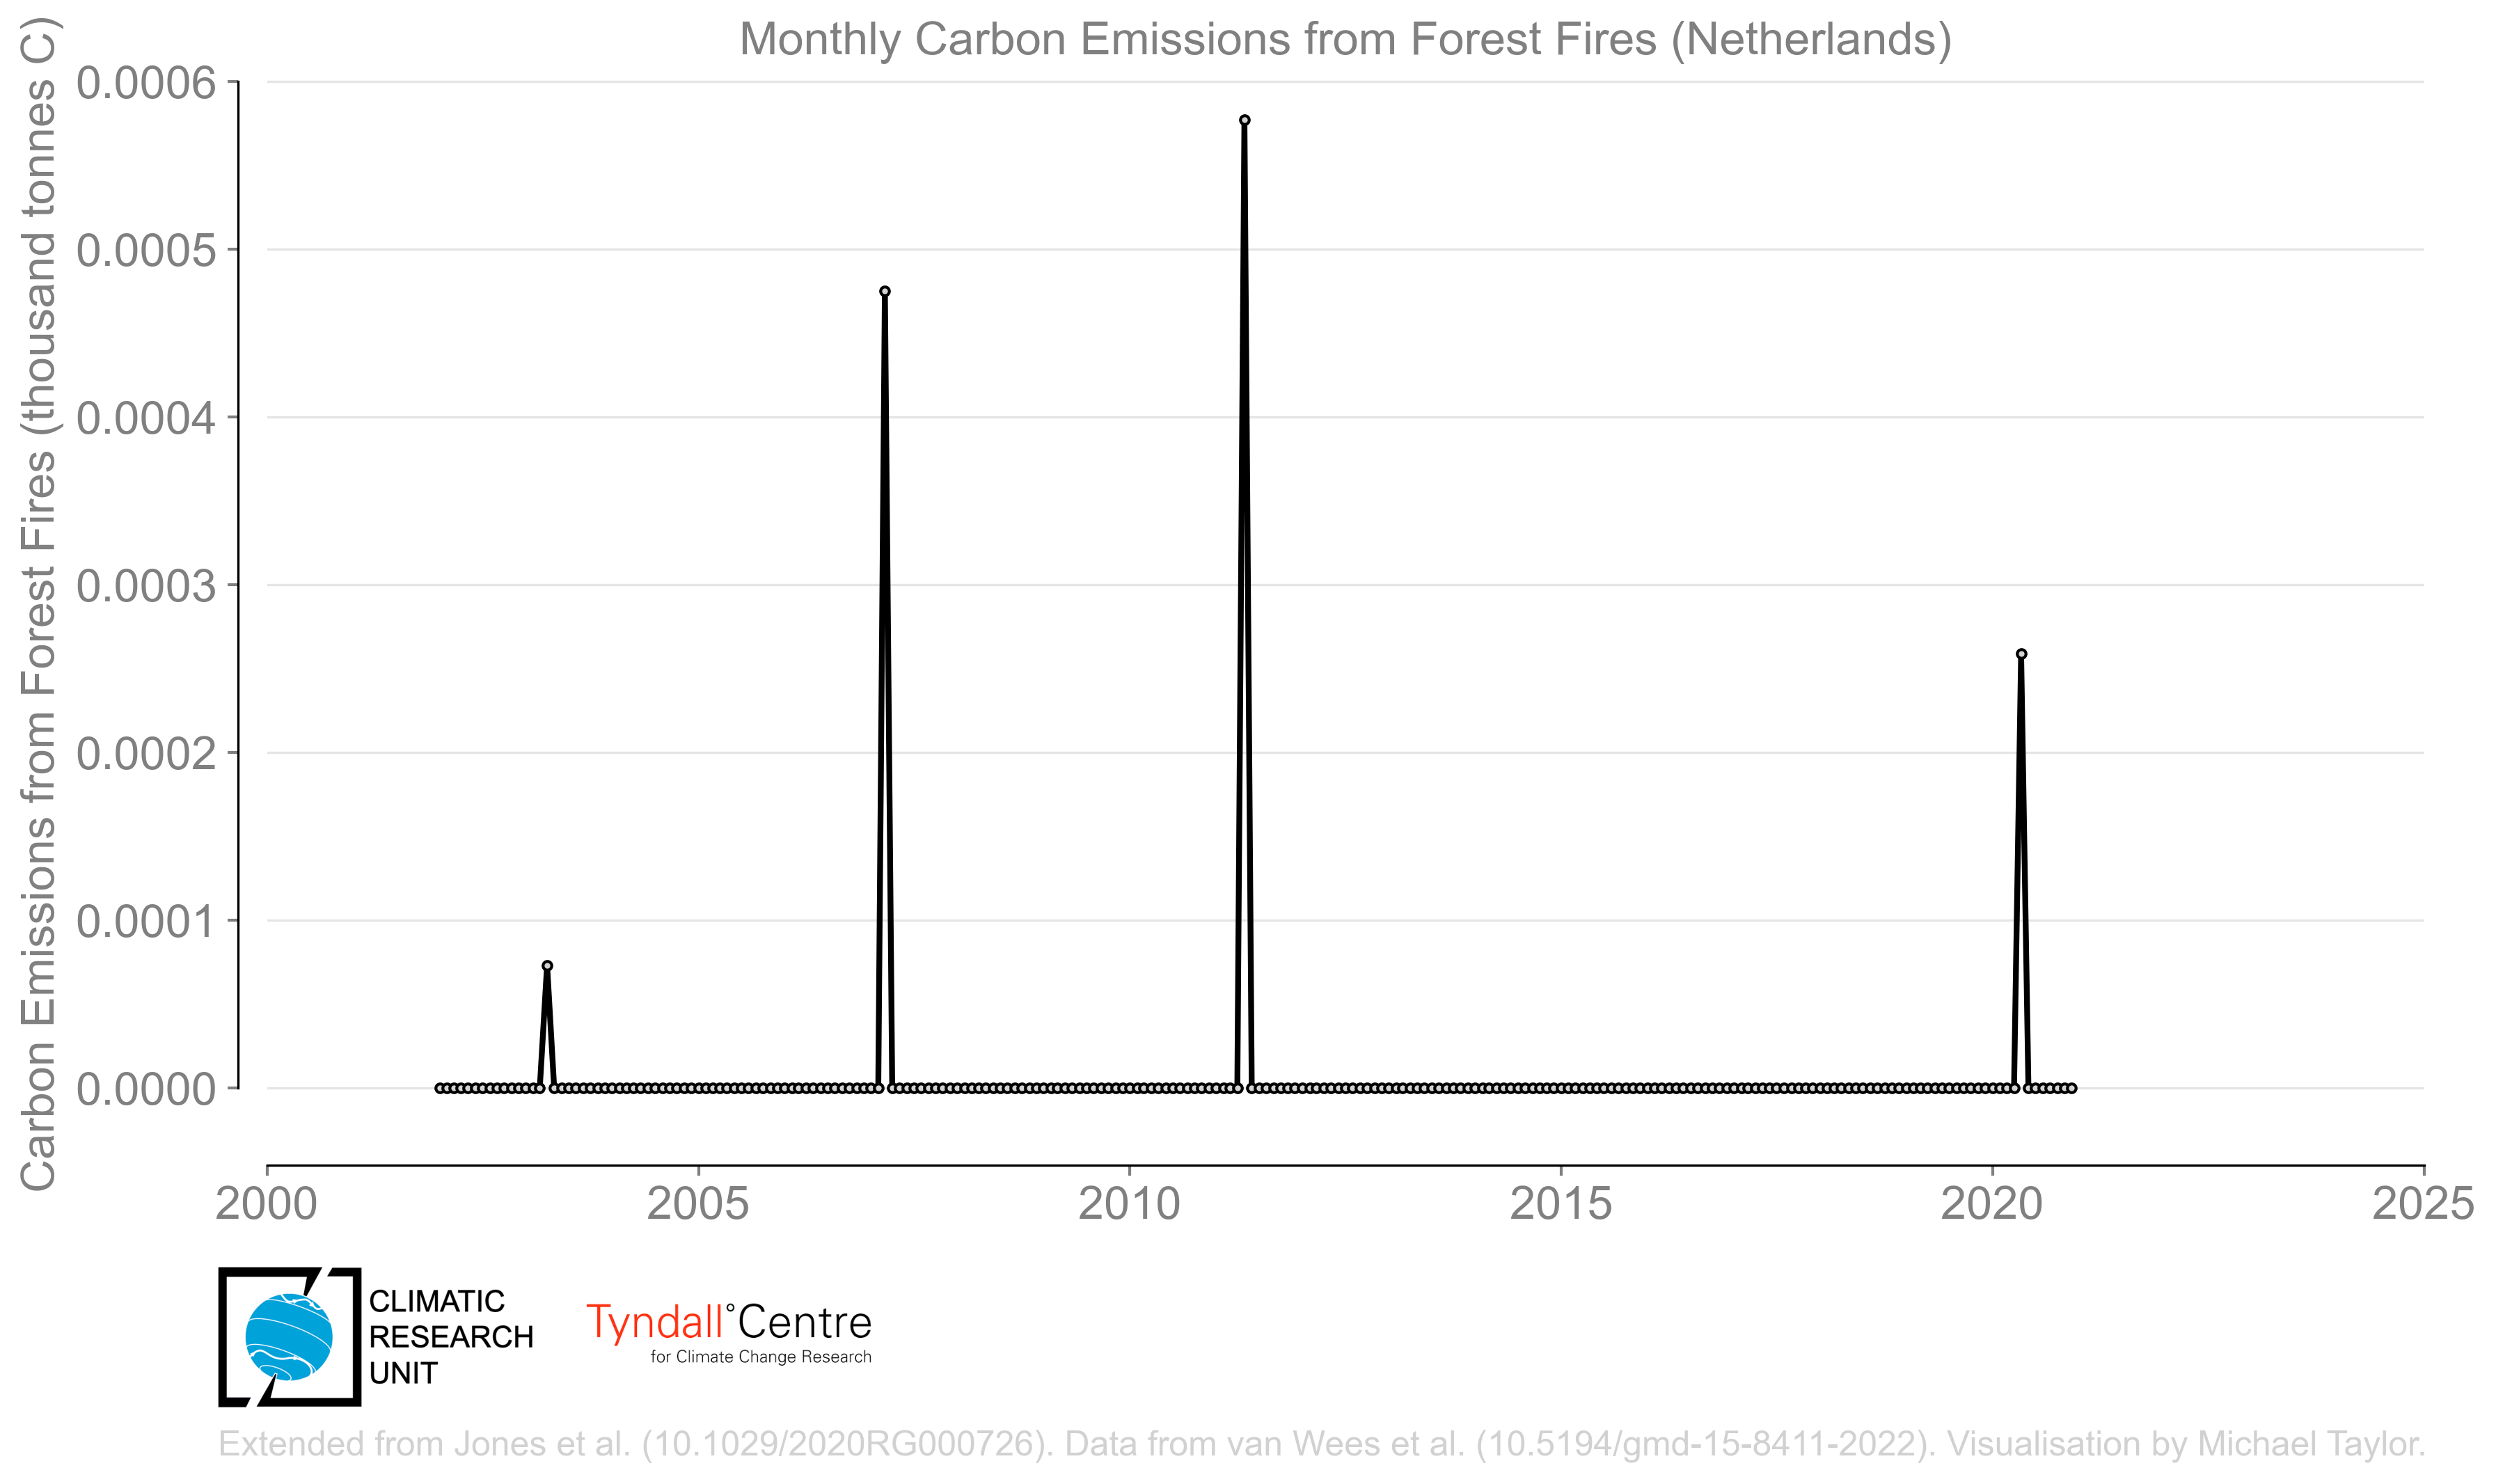 Monthly Carbon Emissions from Forest Fires (Netherlands)
Carbon Emissions from Forest Fires (thousand tonnes C)
0.0006
0.0005
0.0004
0.0003
0.0002
0.0001
0.0000
2000 2005 2010 2015 2020 2025
CLIMATIC
RESEARCH
UNIT
Tyndall°Centre
for Climate Change Research
Extended from Jones et al. (10.1029/2020RG000726). Data from van Wees et al. (10.5194/gmd-15-8411-2022). Visualisation by Michael Taylor.